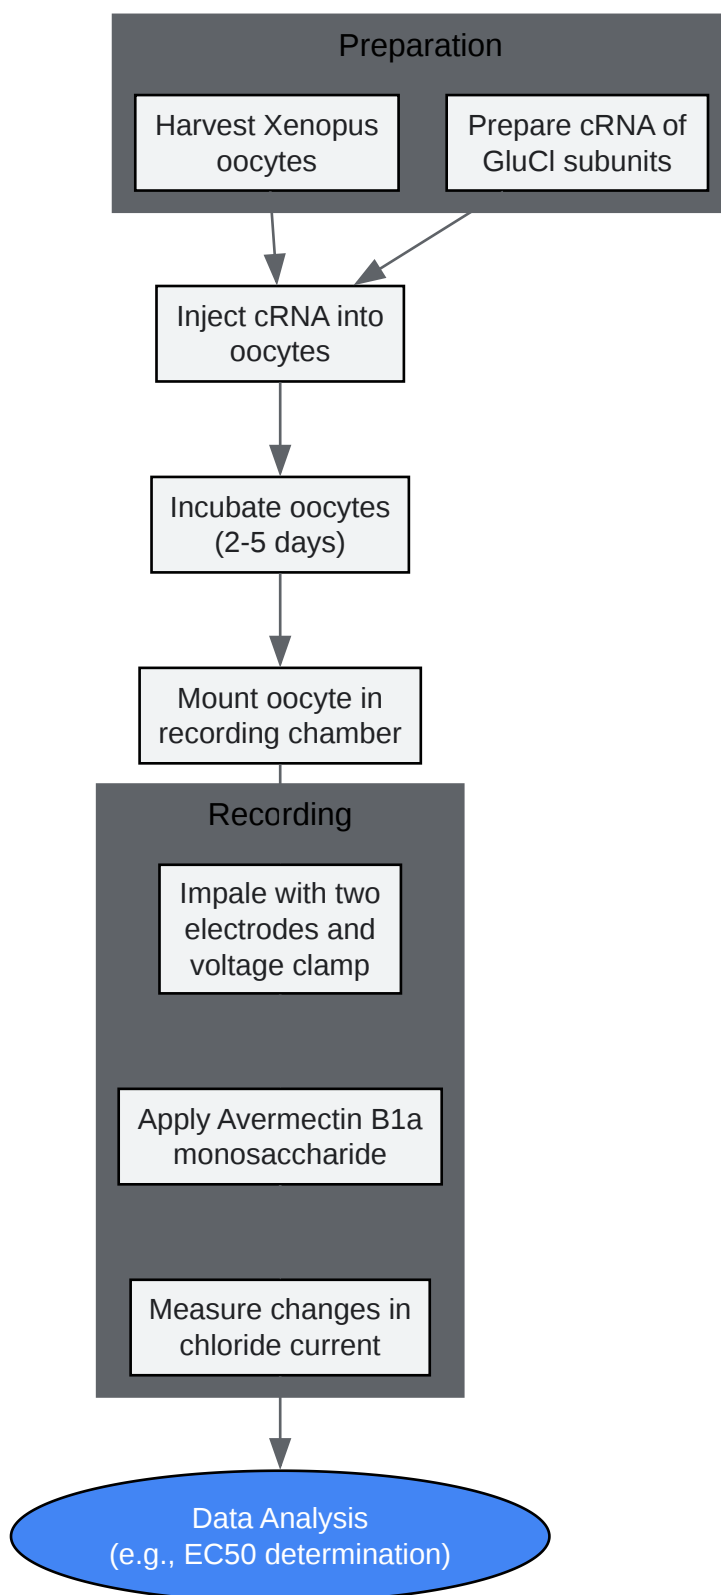 Preparation
Harvest Xenopus
oocytes
Prepare cRNA of
GluCl subunits
Inject cRNA into
oocytes
Incubate oocytes
(2-5 days)
Mount oocyte in
recording chamber
Recording
Impale with two
electrodes and
voltage clamp
Apply Avermectin B1a
monosaccharide
Measure changes in
chloride current
Data Analysis
(e.g., EC50 determination)